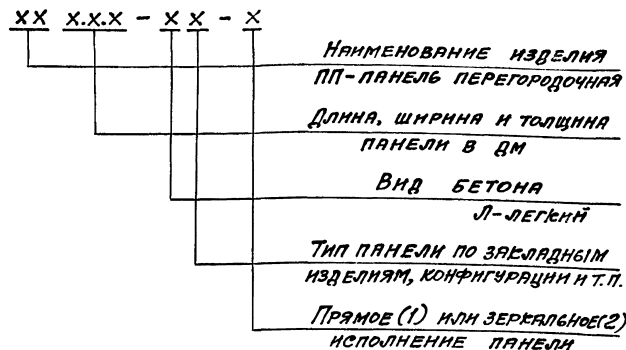 ХХ Х.Х.Х - Х Х - Х
НАИМЕНОВАНИЕ ИЗДЕЛИЯ
ПП-ПАНЕЛЬ ПЕРЕГОРОДОЧНАЯ
ДЛИНА, ШИРИНА И ТОЛЩИНА
ПАНЕЛИ В ДМ
ВИД БЕТОНА
Л-ЛЕГКИЙ
ТИП ПАНЕЛИ ПО ЗАКЛАДНЫМ
ИЗДЕЛИЯМ, КОНФИГУРАЦИИ И Т.П.
ПРЯМОЕ (1) ИЛИ ЗЕРКАЛЬНОЕ(2)
ИСПОЛНЕНИЕ ПАНЕЛИ